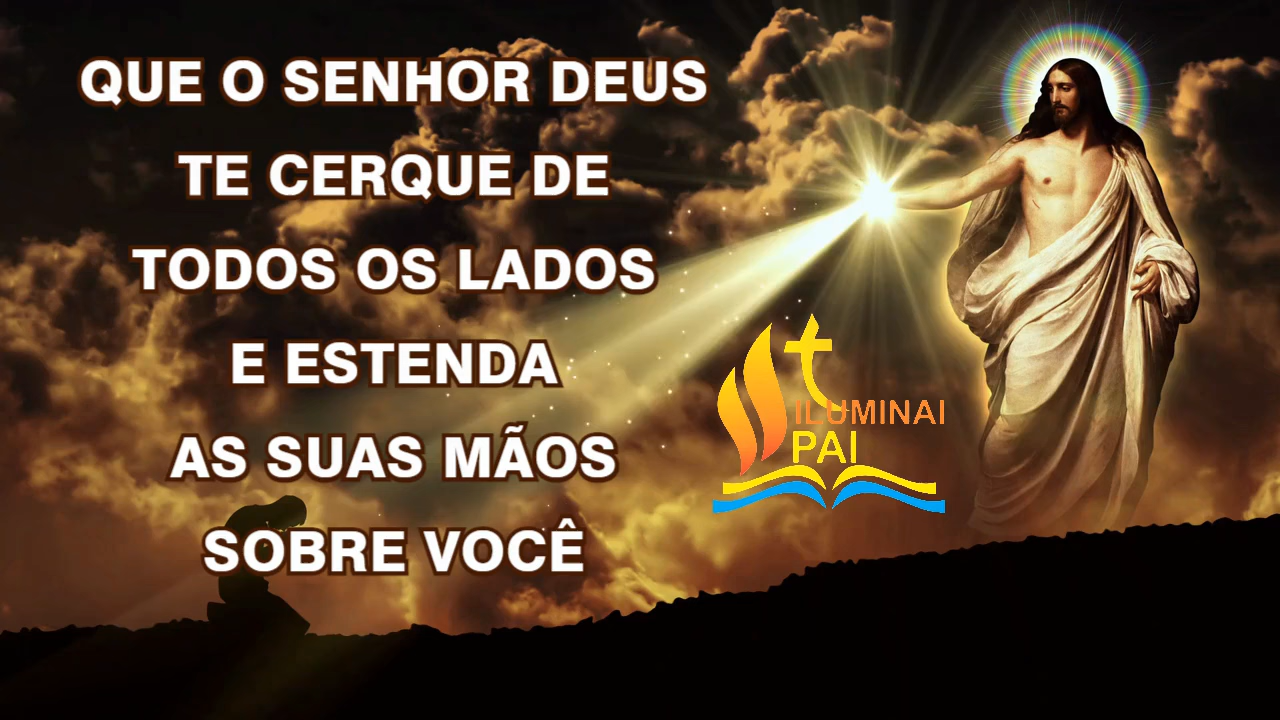 QUE O SENHOR DEUS
TE CERQUE DE
TODOS OS LADOS
E ESTENDA
AS SUAS MÃOS
SOBRE VOCÊ
ILUMINAI
PAI